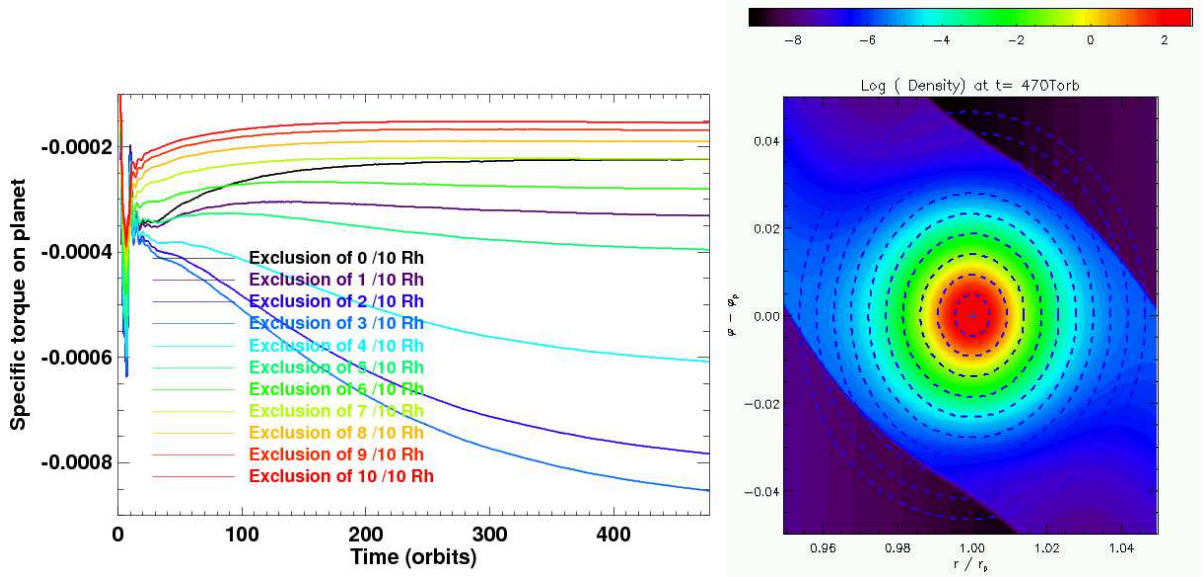 -8 -6 -4 -2 0 2
Log ( Density) at t= 470Torb
Specific torque on planet
-0.0002
-0.0004
-0.0006
-0.0008
Exclusion of 0 /10 Rh
Exclusion of 1 /10 Rh
Exclusion of 2 /10 Rh
Exclusion of 3 /10 Rh
Exclusion of 4 /10 Rh
Exclusion of 5 /10 Rh
Exclusion of 6 /10 Rh
Exclusion of 7 /10 Rh
Exclusion of 8 /10 Rh
Exclusion of 9 /10 Rh
Exclusion of 10 /10 Rh
0 100 200 300 400
Time (orbits)
φ - φp
0.04
0.02
0.00
-0.02
-0.04
0.96 0.98 1.00 1.02 1.04
r / rp